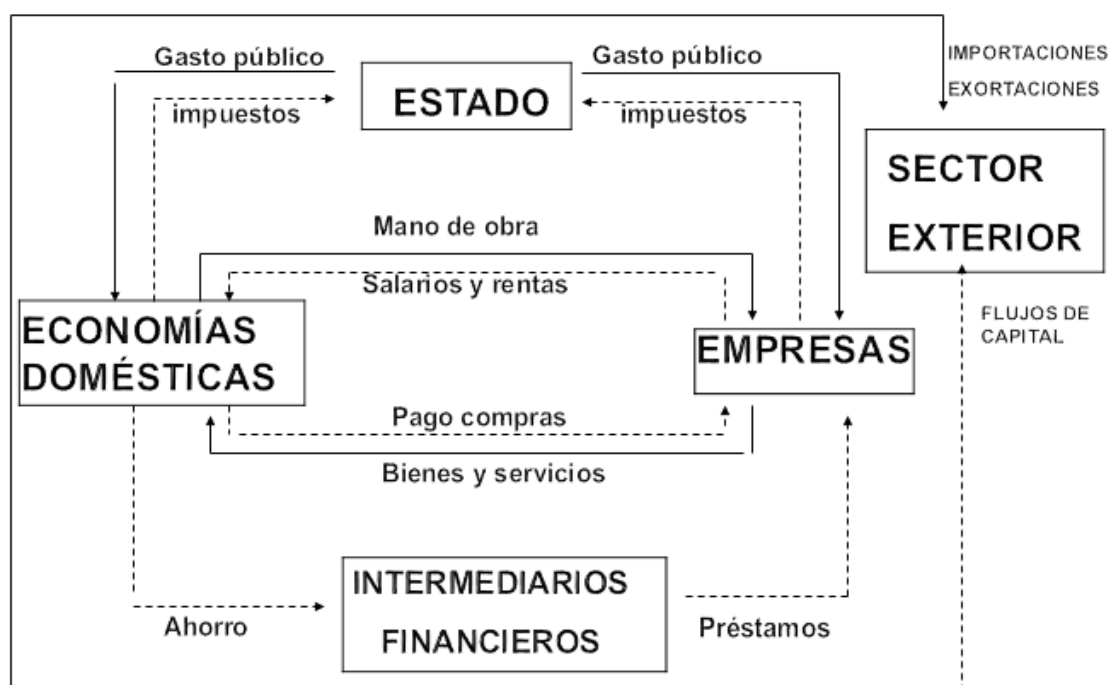 Gasto público
Gasto público
IMPORTACIONES
EXORTACIONES
ESTADO
impuestos
impuestos
SECTOR
EXTERIOR
Mano de obra
Salarios y rentas
FLUJOS DE
CAPITAL
ECONOMÍAS
DOMÉSTICAS
EMPRESAS
Pago compras
Bienes y servicios
INTERMEDIARIOS
FINANCIEROS
Ahorro
Préstamos